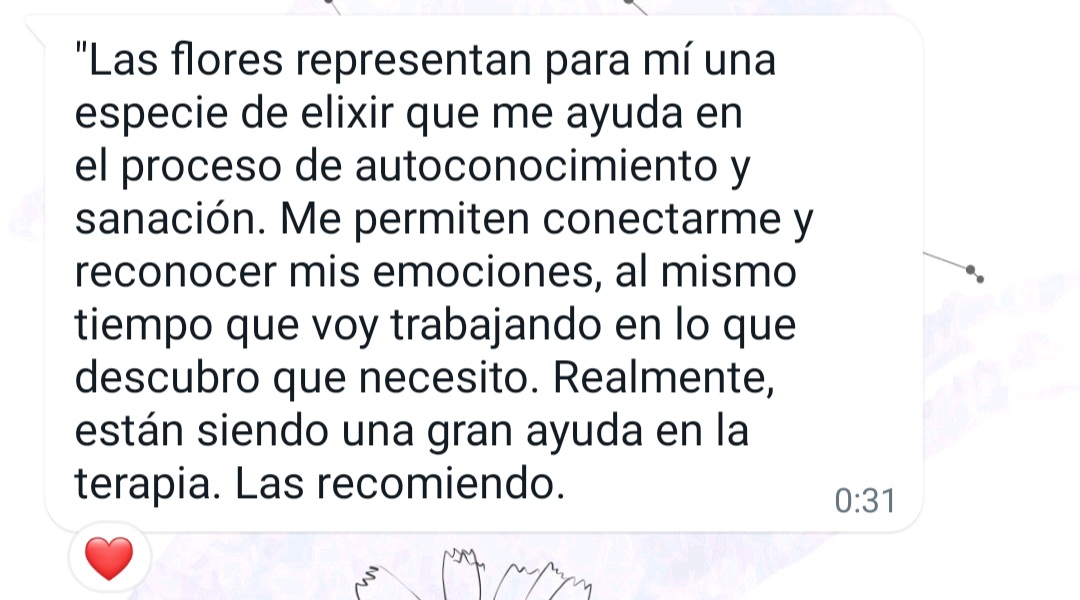 "Las flores representan para mí una
especie de elixir que me ayuda en
el proceso de autoconocimiento y
sanación. Me permiten conectarme y
reconocer mis emociones, al mismo
tiempo que voy trabajando en lo que
descubro que necesito. Realmente,
están siendo una gran ayuda en la
terapia. Las recomiendo.
0:31